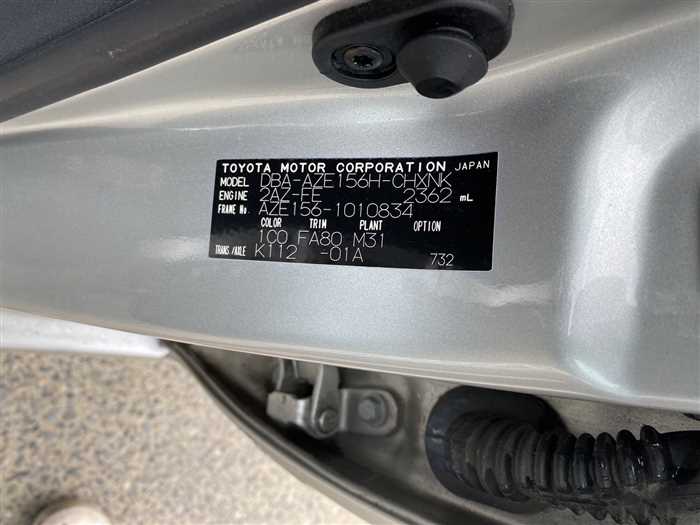 TOYOTA MOTOR CORPORATION JAPAN
MODEL DBA-AZE156H-CHXNK
ENGINE 2AZ-FE 2362 mL
FRAME No. AZE156-1010834
COLOR TRIM PLANT OPTION
1C0 FA80 M31
TRANS/AXLE K112 -01A 732